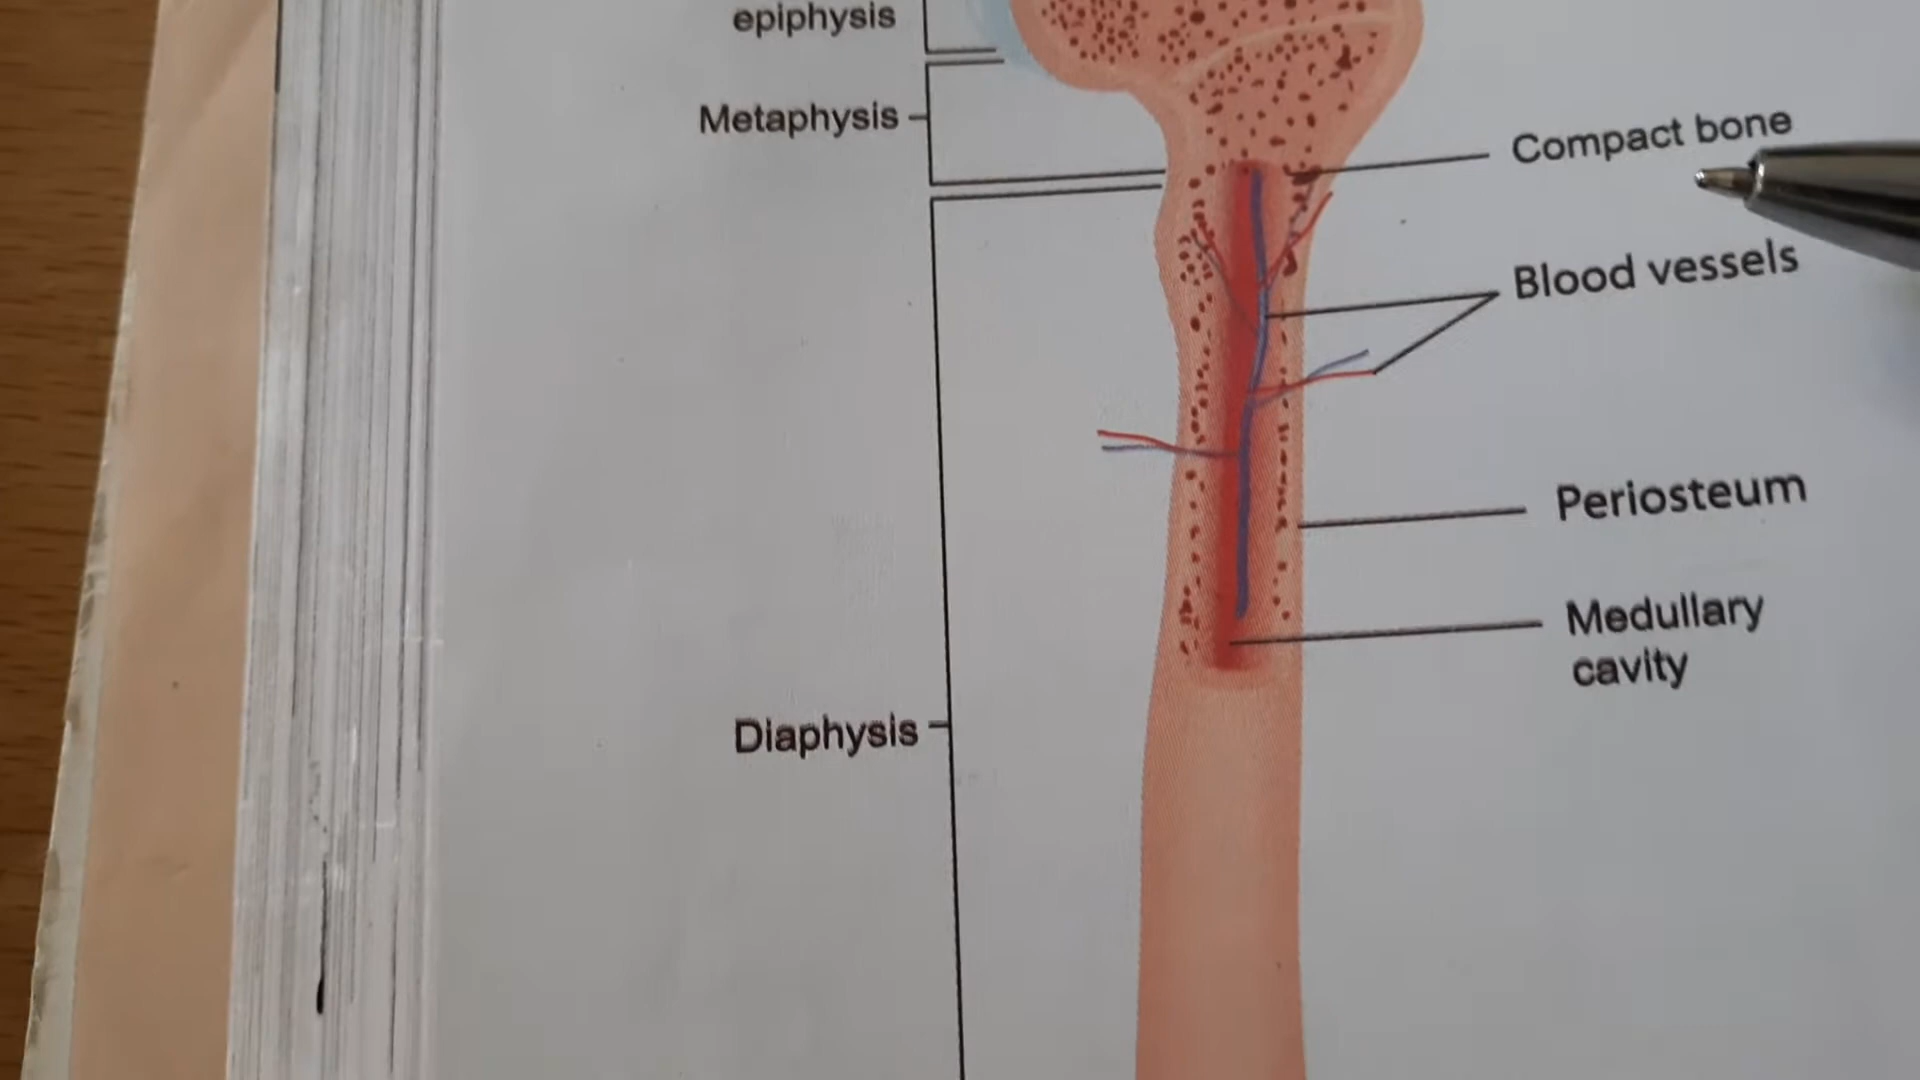 epiphysis
Metaphysis
Compact bone
Blood vessels
Periosteum
Medullary
cavity
Diaphysis